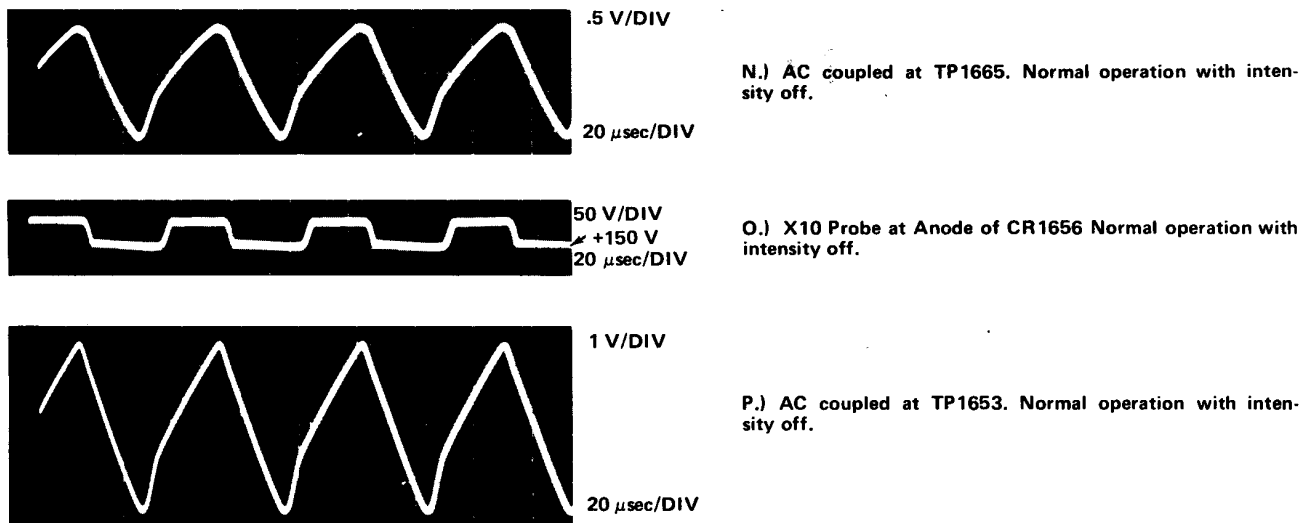 .5 V/DIV
N.) AC coupled at TP1665. Normal operation with inten-
sity off.
20 μsec/DIV
50 V/DIV
+150 V
20 μsec/DIV
O.) X10 Probe at Anode of CR1656 Normal operation with
intensity off.
1 V/DIV
P.) AC coupled at TP1653. Normal operation with inten-
sity off.
20 μsec/DIV